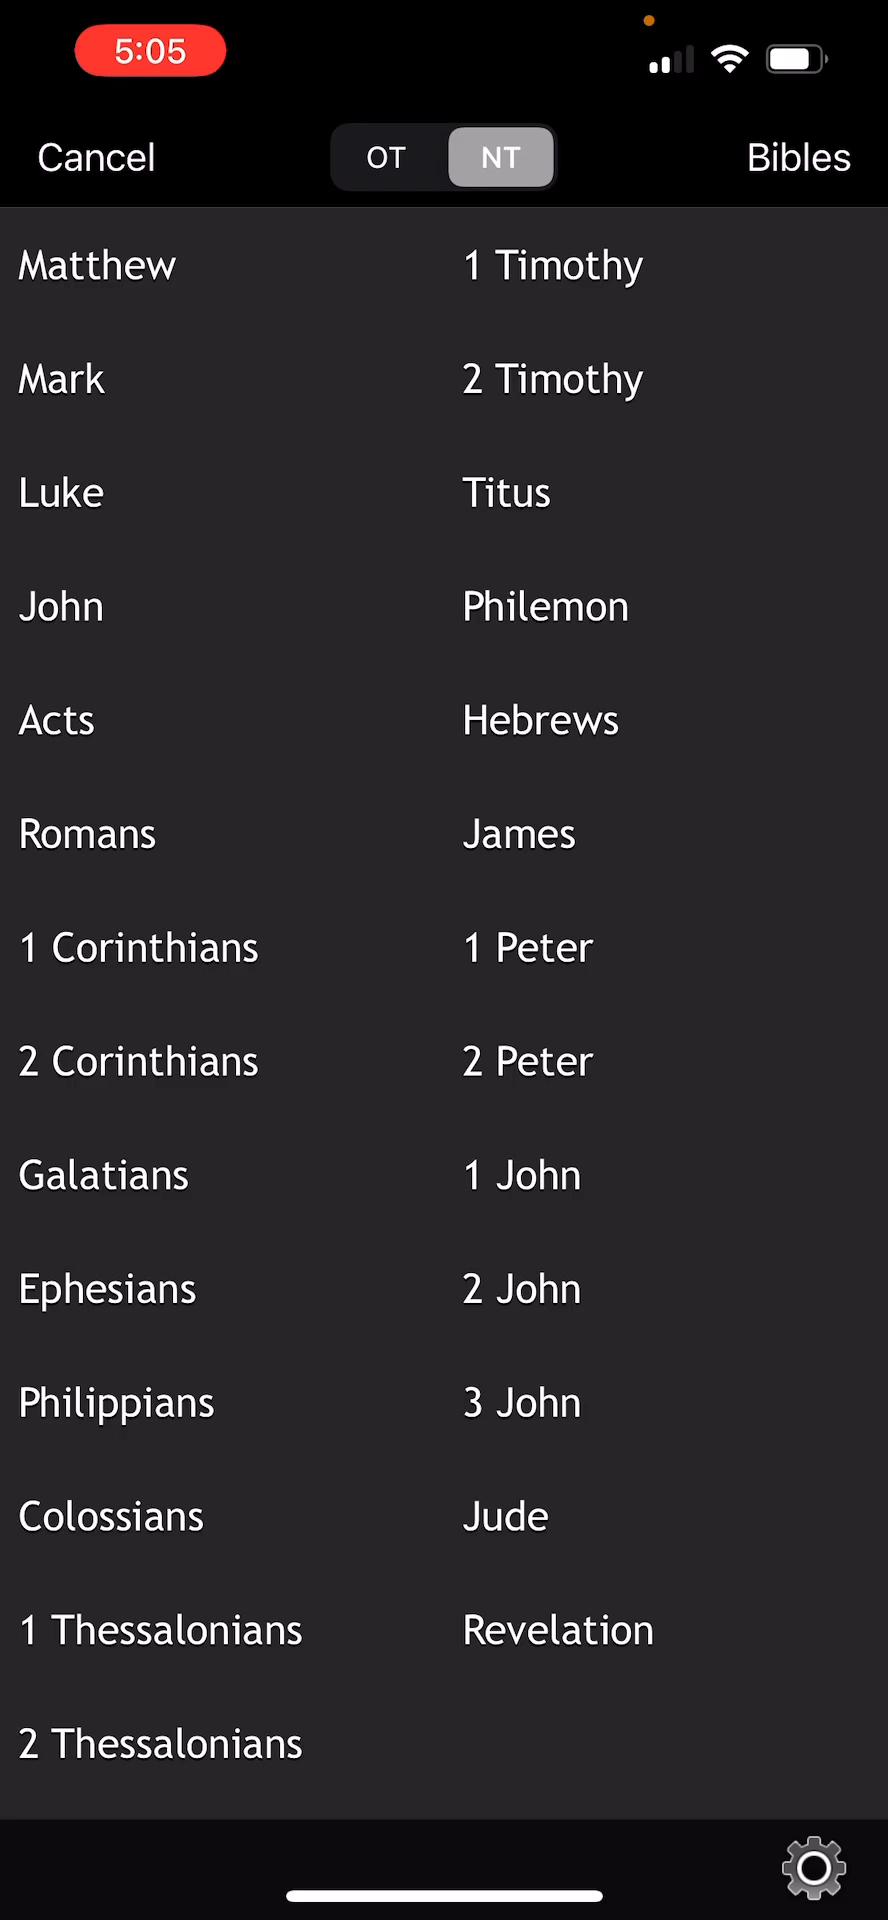 5:05
Cancel OT NT Bibles
Matthew
Mark
Luke
John
Acts
Romans
1 Corinthians
2 Corinthians
Galatians
Ephesians
Philippians
Colossians
1 Thessalonians
2 Thessalonians
1 Timothy
2 Timothy
Titus
Philemon
Hebrews
James
1 Peter
2 Peter
1 John
2 John
3 John
Jude
Revelation